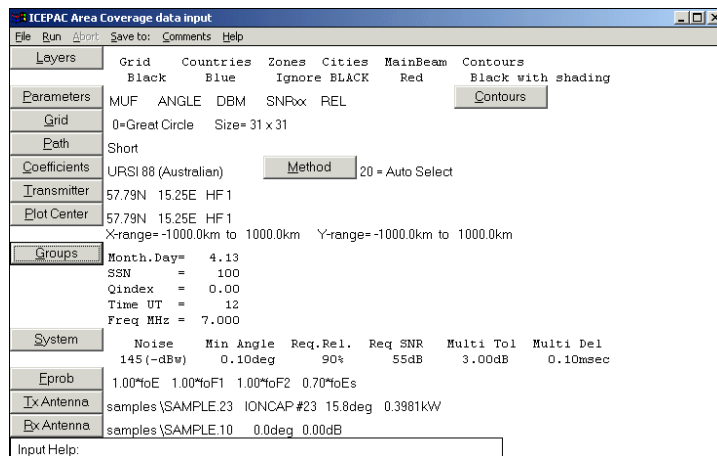 ICEPAC Area Coverage data input
File Run Abort Save to: Comments Help
Layers Grid Countries Zones Cities MainBeam Contours
Black Blue Ignore BLACK Red Black with shading
Parameters MUF ANGLE DBM SNRxx REL Contours
Grid 0=Great Circle Size= 31 x 31
Path Short
Coefficients URSI 88 (Australian) Method 20 = Auto Select
Transmitter 57.79N 15.25E HF 1
Plot Center 57.79N 15.25E HF 1
X-range= -1000.0km to 1000.0km Y-range= -1000.0km to 1000.0km
Groups Month.Day= 4.13
SSN = 100
Qindex = 0.00
Time UT = 12
Freq MHz = 7.000
System Noise Min Angle Req.Rel. Req SNR Multi Tol Multi Del
145(-dBw) 0.10deg 90% 55dB 3.00dB 0.10msec
Fprob 1.00*foE 1.00*foF1 1.00*foF2 0.70*foEs
Tx Antenna samples \SAMPLE.23 IONCAP #23 15.8deg 0.3981kW
Rx Antenna samples \SAMPLE.10 0.0deg 0.00dB
Input Help: